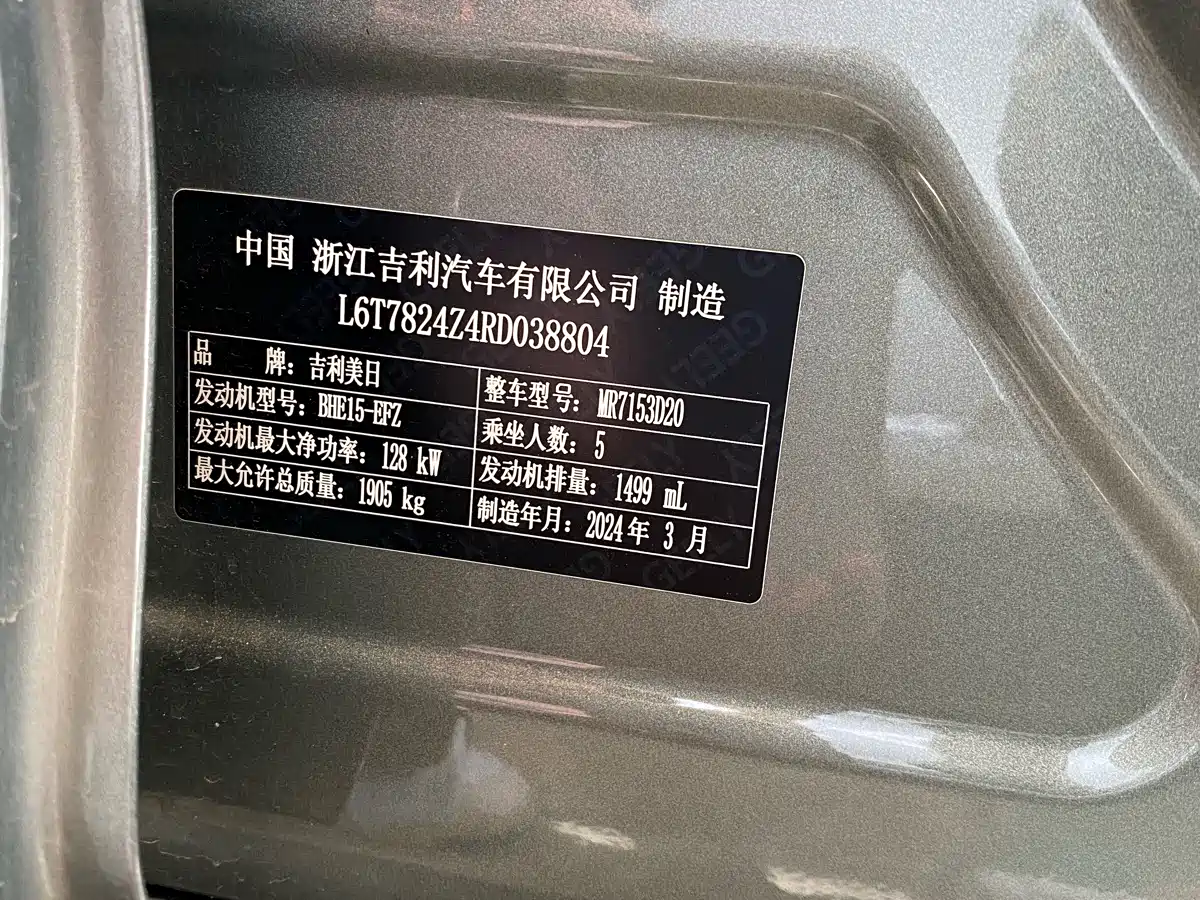 中国 浙江吉利汽车有限公司 制造
L6T7824Z4RD038804
品 牌：吉利美日
整车型号：MR7153D20
发动机型号：BHE15-EFZ
乘坐人数：5
发动机最大净功率：128 kW
发动机排量：1499 mL
最大允许总质量：1905 kg
制造年月：2024年 3 月
GEELY
GEELY
GEELY